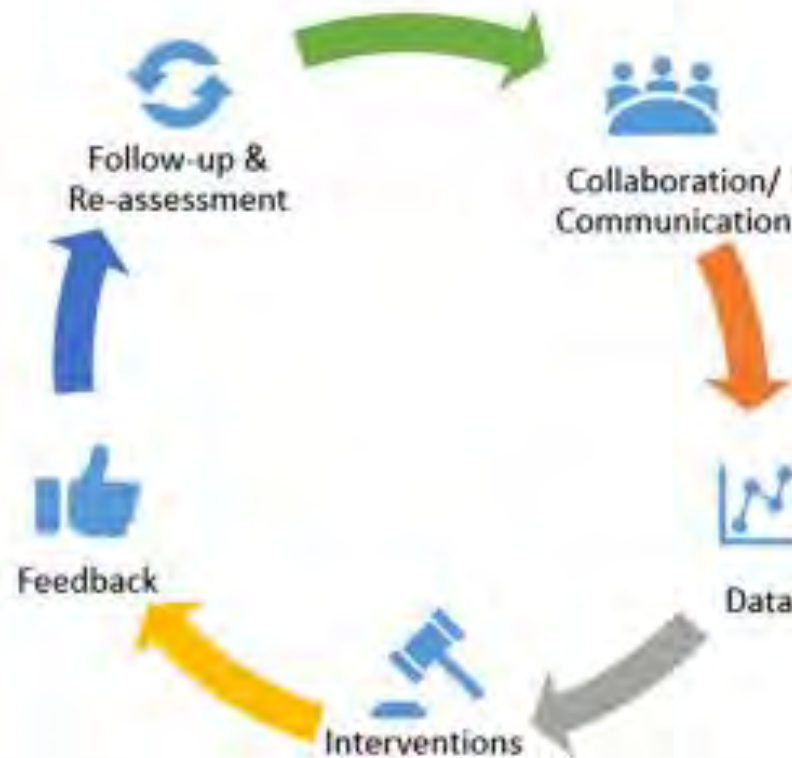 Follow-up &
Re-assessment
Collaboration/
Communication
Data
Interventions
Feedback